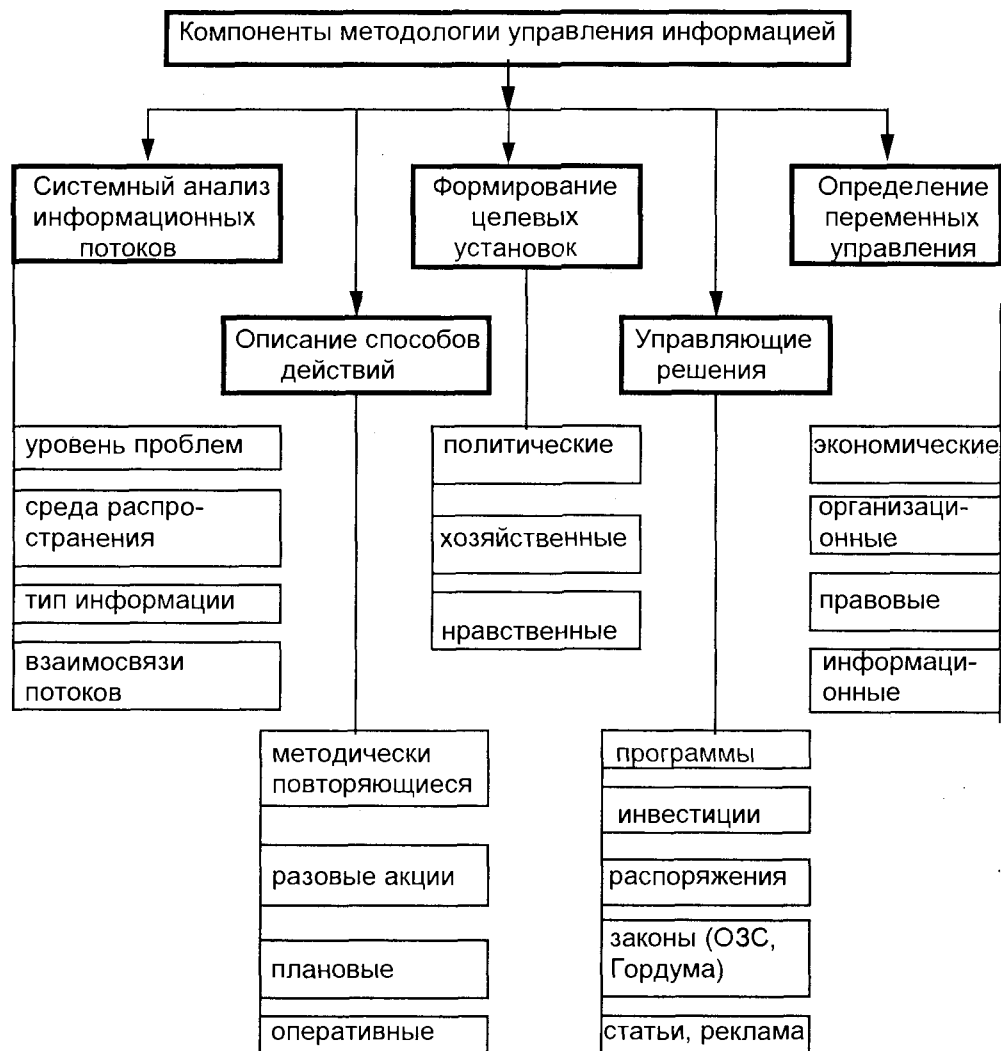 Компоненты методологии управления информацией
Системный анализ
информационных
потоков
Формирование
целевых
установок
Определение
переменных
управления
Описание способов
действий
Управляющие
решения
уровень проблем
среда распро-
странения
тип информации
взаимосвязи
потоков
политические
хозяйственные
нравственные
экономические
организаци-
онные
правовые
информаци-
онные
методически
повторяющиеся
разовые акции
плановые
оперативные
программы
инвестиции
распоряжения
законы (ОЗС,
Гордума)
статьи, реклама